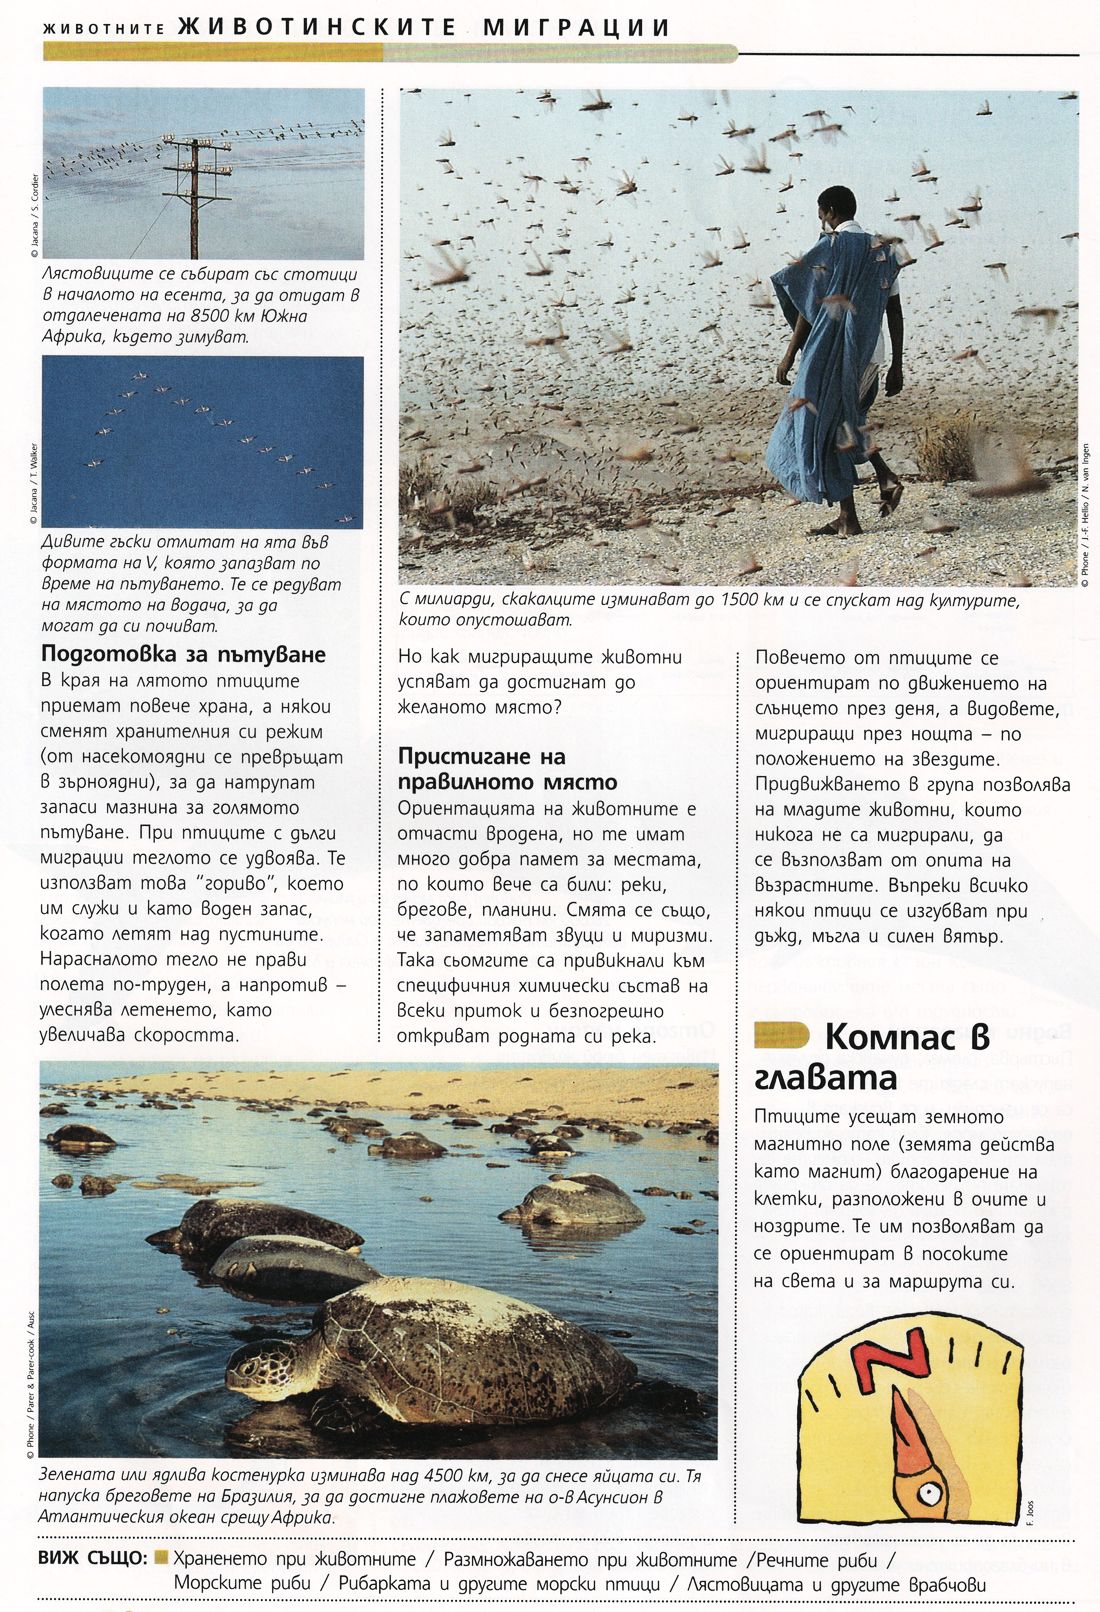 ЖИВОТНИТЕ ЖИВОТИНСКИТЕ МИГРАЦИИ
© Jacana / S. Cordier
Лястовиците се събират със стотици
в началото на есента, за да отидат в
отдалечената на 8500 км Южна
Африка, където зимуват.
© Jacana / T. Walker
Дивите гъски отлитат на ята във
формата на V, която запазват по
време на пътуването. Те се редуват
на мястото на водача, за да
могат да си почиват.
© Phone / J.-F. Hellio / N. van Ingen
С милиарди, скакалците изминават до 1500 км и се спускат над културите,
които опустошават.
Подготовка за пътуване
В края на лятото птиците
приемат повече храна, а някои
сменят хранителния си режим
(от насекомоядни се превръщат
в зърноядни), за да натрупат
запаси мазнина за голямото
пътуване. При птиците с дълги
миграции теглото се удвоява. Те
използват това “гориво”, което
им служи и като воден запас,
когато летят над пустините.
Нарасналото тегло не прави
полета по-труден, а напротив –
улеснява летенето, като
увеличава скоростта.
Но как мигриращите животни
успяват да достигнат до
желаното място?
Пристигане на
правилното място
Ориентацията на животните е
отчасти вродена, но те имат
много добра памет за местата,
по които вече са били: реки,
брегове, планини. Смята се също,
че запаметяват звуци и миризми.
Така сьомгите са привикнали към
специфичния химически състав на
всеки приток и безпогрешно
откриват родната си река.
Повечето от птиците се
ориентират по движението на
слънцето през деня, а видовете,
мигриращи през нощта – по
положението на звездите.
Придвижването в група позволява
на младите животни, които
никога не са мигрирали, да
се възползват от опита на
възрастните. Въпреки всичко
някои птици се изгубват при
дъжд, мъгла и силен вятър.
Компас в
главата
Птиците усещат земното
магнитно поле (земята действа
като магнит) благодарение на
клетки, разположени в очите и
ноздрите. Те им позволяват да
се ориентират в посоките
на света и за маршрута си.
N
F. Joos
© Phone / Parer & Parer-cook / Ausc
Зелената или ядлива костенурка изминава над 4500 км, за да снесе яйцата си. Тя
напуска бреговете на Бразилия, за да достигне плажовете на о-в Асунсион в
Атлантическия океан срещу Африка.
ВИЖ СЪЩО: Храненето при животните / Размножаването при животните /Речните риби /
Морските риби / Рибарката и другите морски птици / Лястовицата и другите врабчови